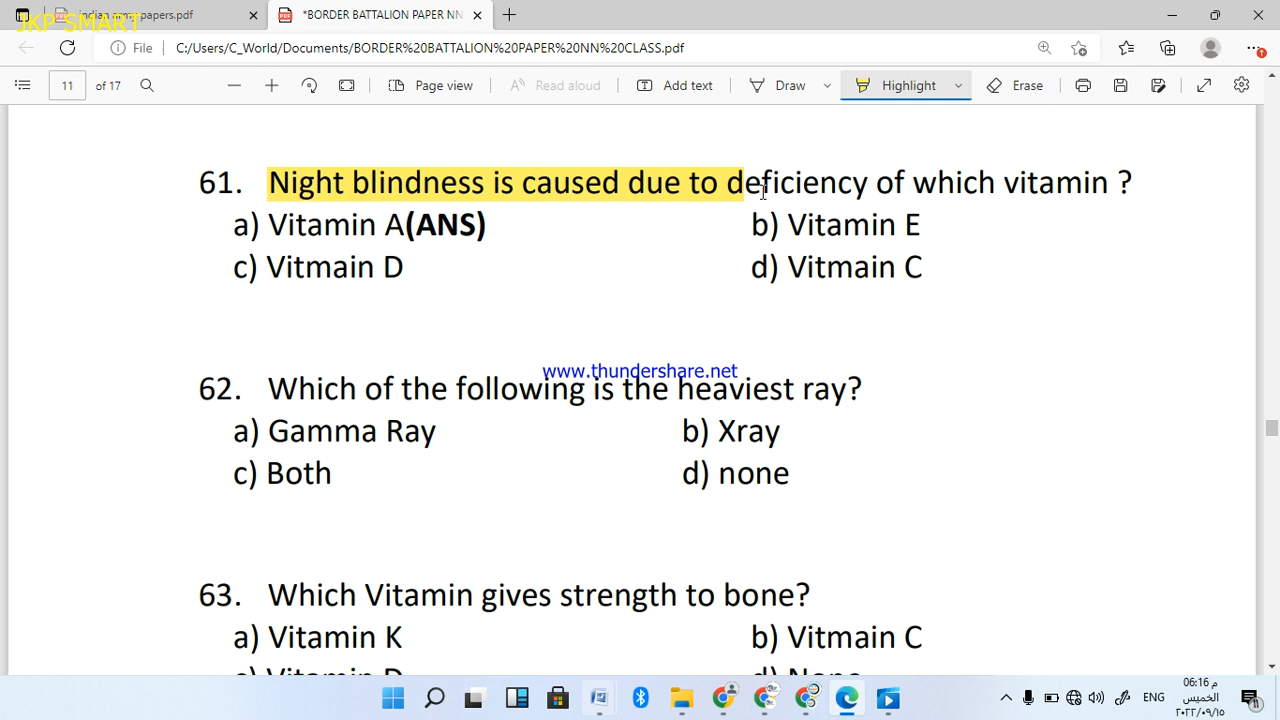 indian army papers.pdf
*BORDER BATTALION PAPER NN
JKP SMART
File
C:/Users/C_World/Documents/BORDER%20BATTALION%20PAPER%20NN%20CLASS.pdf
11 of 17
Page view
Read aloud
Add text
Draw
Highlight
Erase
61. Night blindness is caused due to deficiency of which vitamin ?
a) Vitamin A(ANS) b) Vitamin E
c) Vitmain D d) Vitmain C
www.thundershare.net
62. Which of the following is the heaviest ray?
a) Gamma Ray b) Xray
c) Both d) none
63. Which Vitamin gives strength to bone?
a) Vitamin K b) Vitmain C
c) Vitamin D d) None
ENG
06:16 م
الخميس
٢٠٢٢/٠٩/١٥